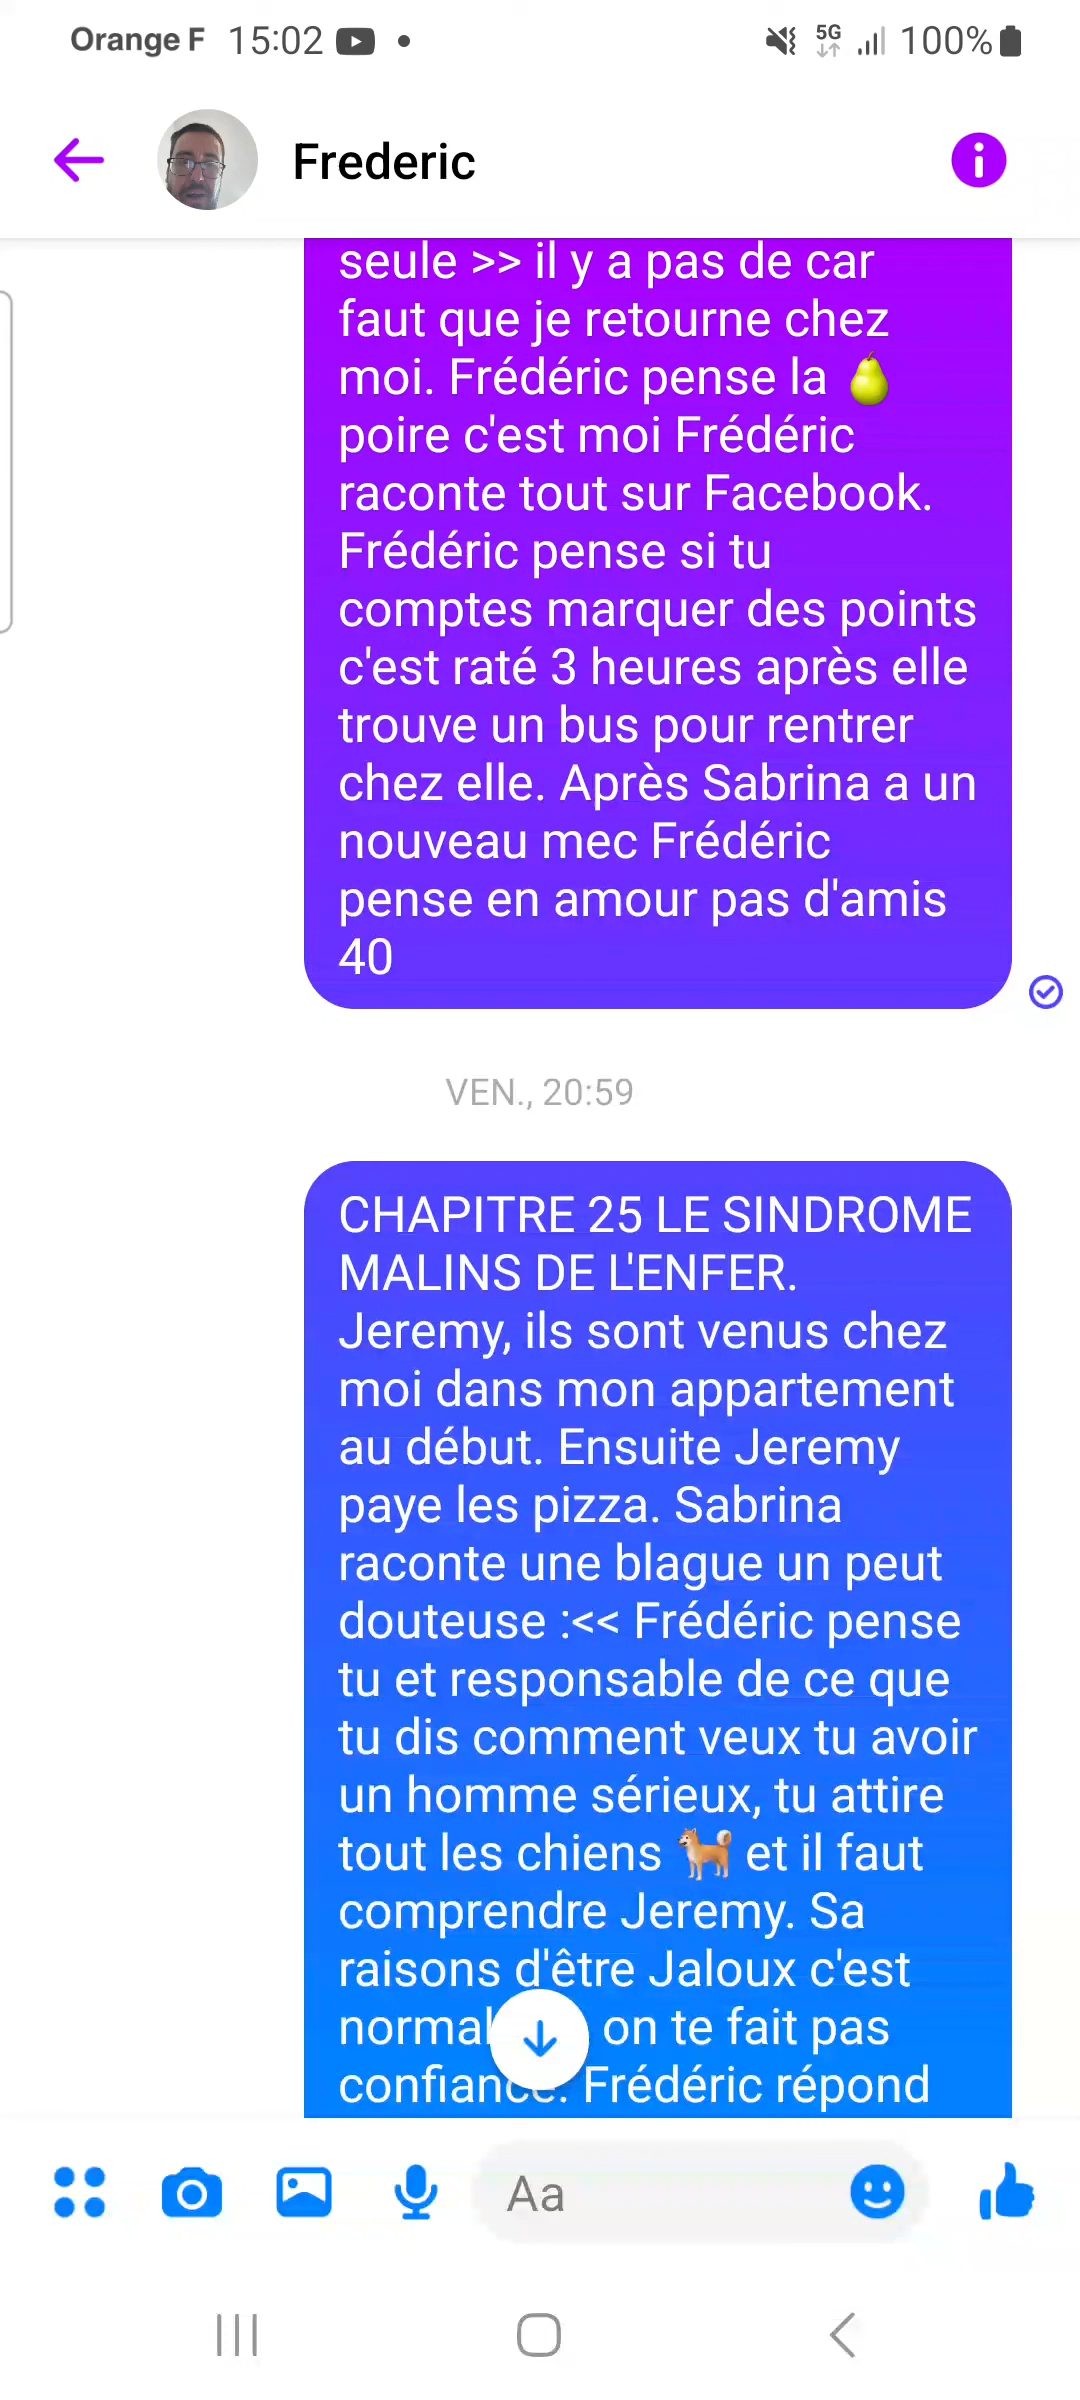 Orange F 15:02 5G 100%
Frederic
seule >> il y a pas de car
faut que je retourne chez
moi. Frédéric pense la 🍐
poire c'est moi Frédéric
raconte tout sur Facebook.
Frédéric pense si tu
comptes marquer des points
c'est raté 3 heures après elle
trouve un bus pour rentrer
chez elle. Après Sabrina a un
nouveau mec Frédéric
pense en amour pas d'amis
40
VEN., 20:59
CHAPITRE 25 LE SINDROME
MALINS DE L'ENFER.
Jeremy, ils sont venus chez
moi dans mon appartement
au début. Ensuite Jeremy
paye les pizza. Sabrina
raconte une blague un peut
douteuse :<< Frédéric pense
tu et responsable de ce que
tu dis comment veux tu avoir
un homme sérieux, tu attire
tout les chiens 🐕 et il faut
comprendre Jeremy. Sa
raisons d'être Jaloux c'est
normal on te fait pas
confiance. Frédéric répond
Aa